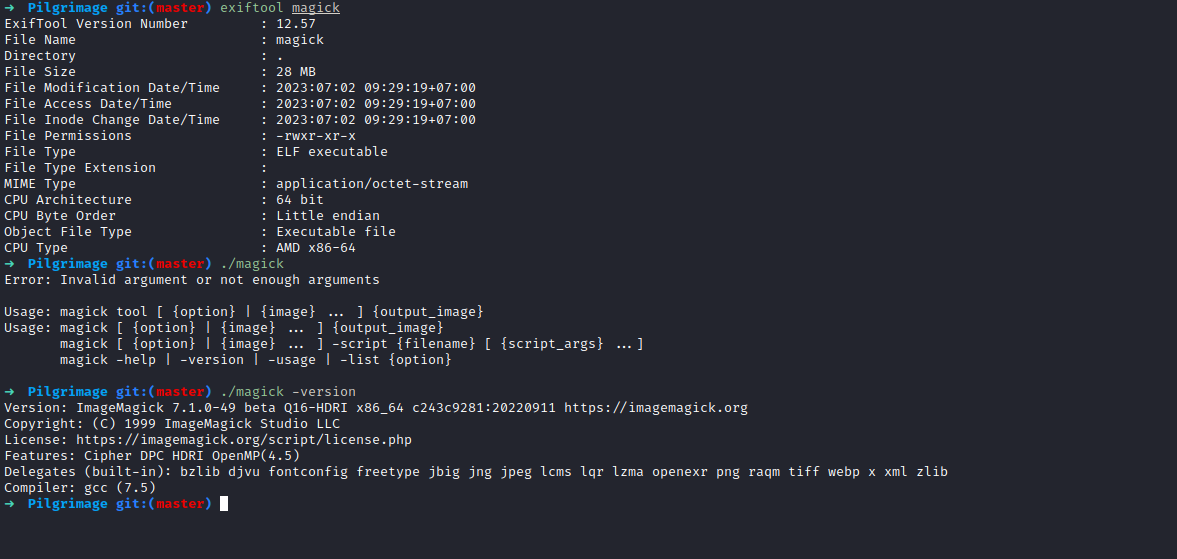 ➜ Pilgrimage git:(master) exiftool magick
ExifTool Version Number : 12.57
File Name : magick
Directory : .
File Size : 28 MB
File Modification Date/Time : 2023:07:02 09:29:19+07:00
File Access Date/Time : 2023:07:02 09:29:19+07:00
File Inode Change Date/Time : 2023:07:02 09:29:19+07:00
File Permissions : -rwxr-xr-x
File Type : ELF executable
File Type Extension :
MIME Type : application/octet-stream
CPU Architecture : 64 bit
CPU Byte Order : Little endian
Object File Type : Executable file
CPU Type : AMD x86-64
➜ Pilgrimage git:(master) ./magick
Error: Invalid argument or not enough arguments
Usage: magick tool [ {option} | {image} ... ] {output_image}
Usage: magick [ {option} | {image} ... ] {output_image}
magick [ {option} | {image} ... ] -script {filename} [ {script_args} ...]
magick -help | -version | -usage | -list {option}
➜ Pilgrimage git:(master) ./magick -version
Version: ImageMagick 7.1.0-49 beta Q16-HDRI x86_64 c243c9281:20220911 https://imagemagick.org
Copyright: (C) 1999 ImageMagick Studio LLC
License: https://imagemagick.org/script/license.php
Features: Cipher DPC HDRI OpenMP(4.5)
Delegates (built-in): bzlib djvu fontconfig freetype jbig jng jpeg lcms lqr lzma openexr png raqm tiff webp x xml zlib
Compiler: gcc (7.5)
➜ Pilgrimage git:(master)